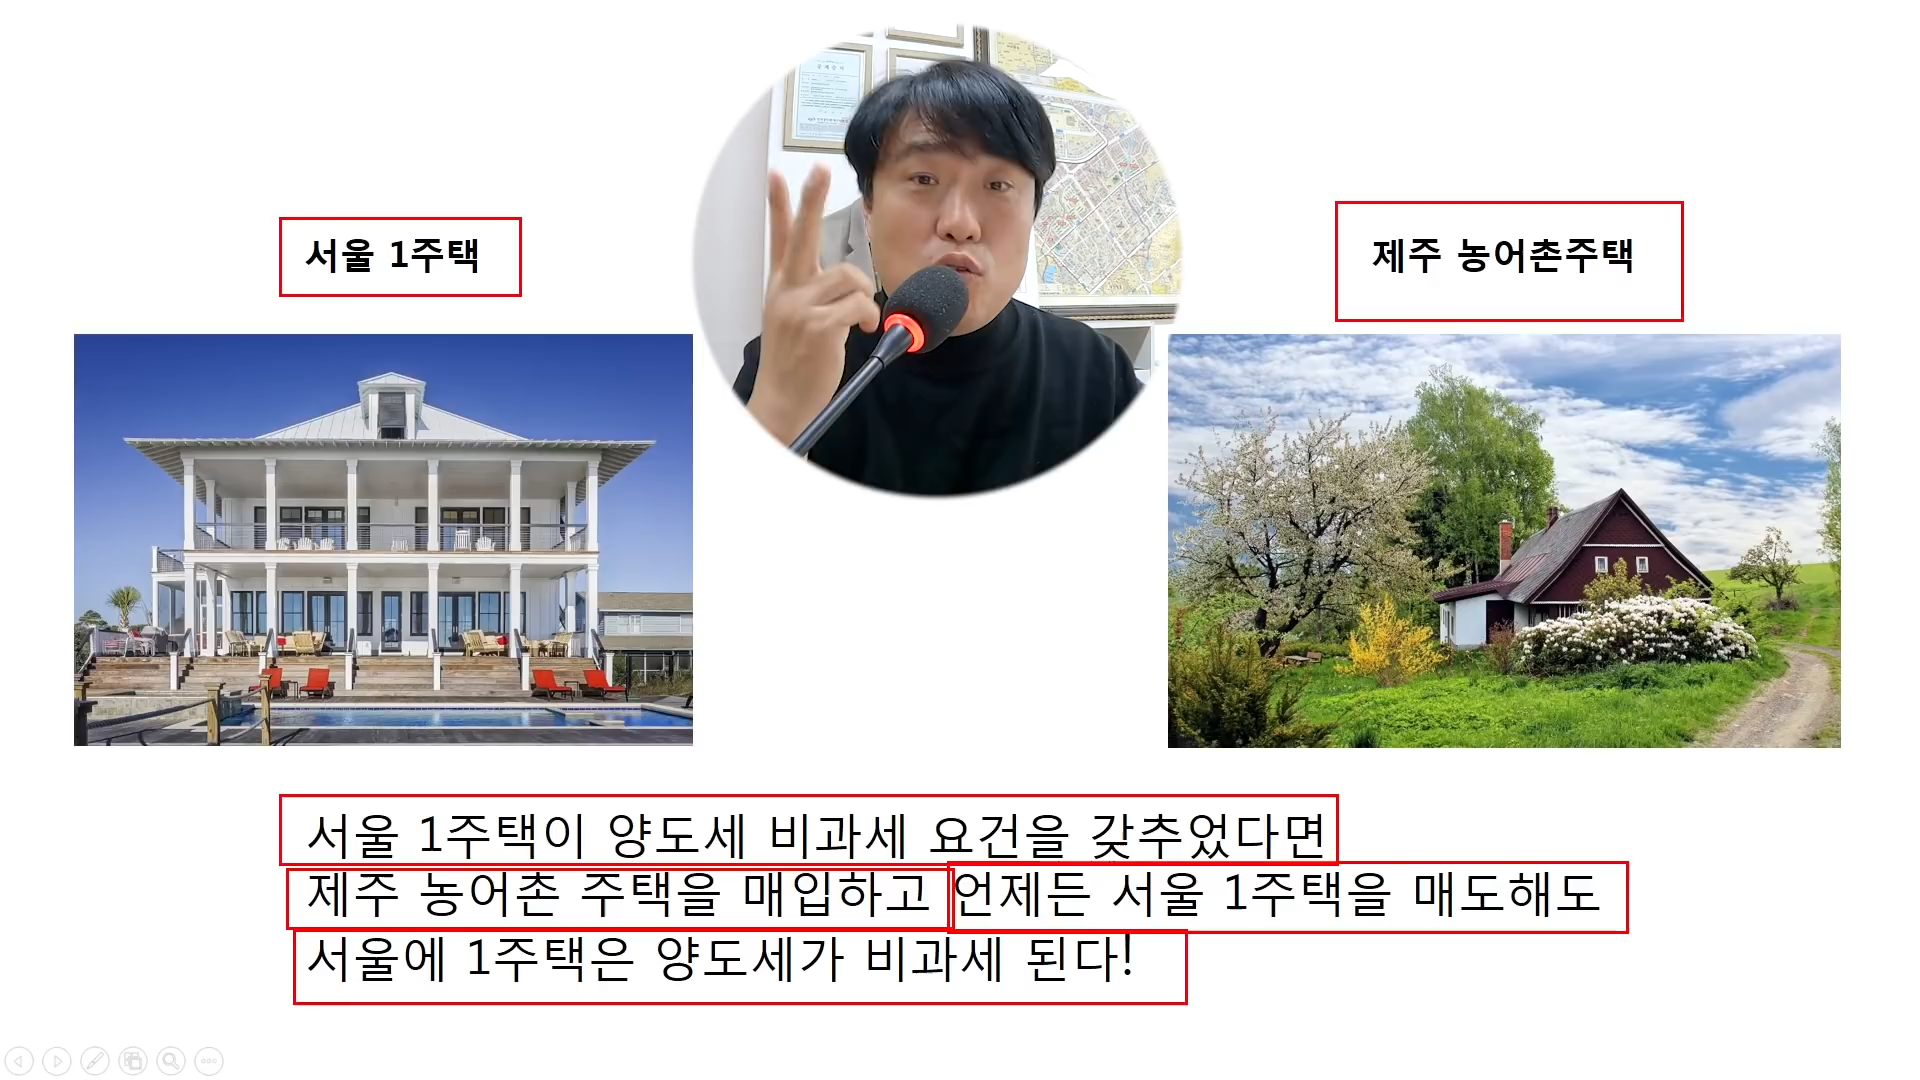 서울 1주택
제주 농어촌주택
서울 1주택이 양도세 비과세 요건을 갖추었다면
제주 농어촌 주택을 매입하고 언제든 서울 1주택을 매도해도
서울에 1주택은 양도세가 비과세 된다!